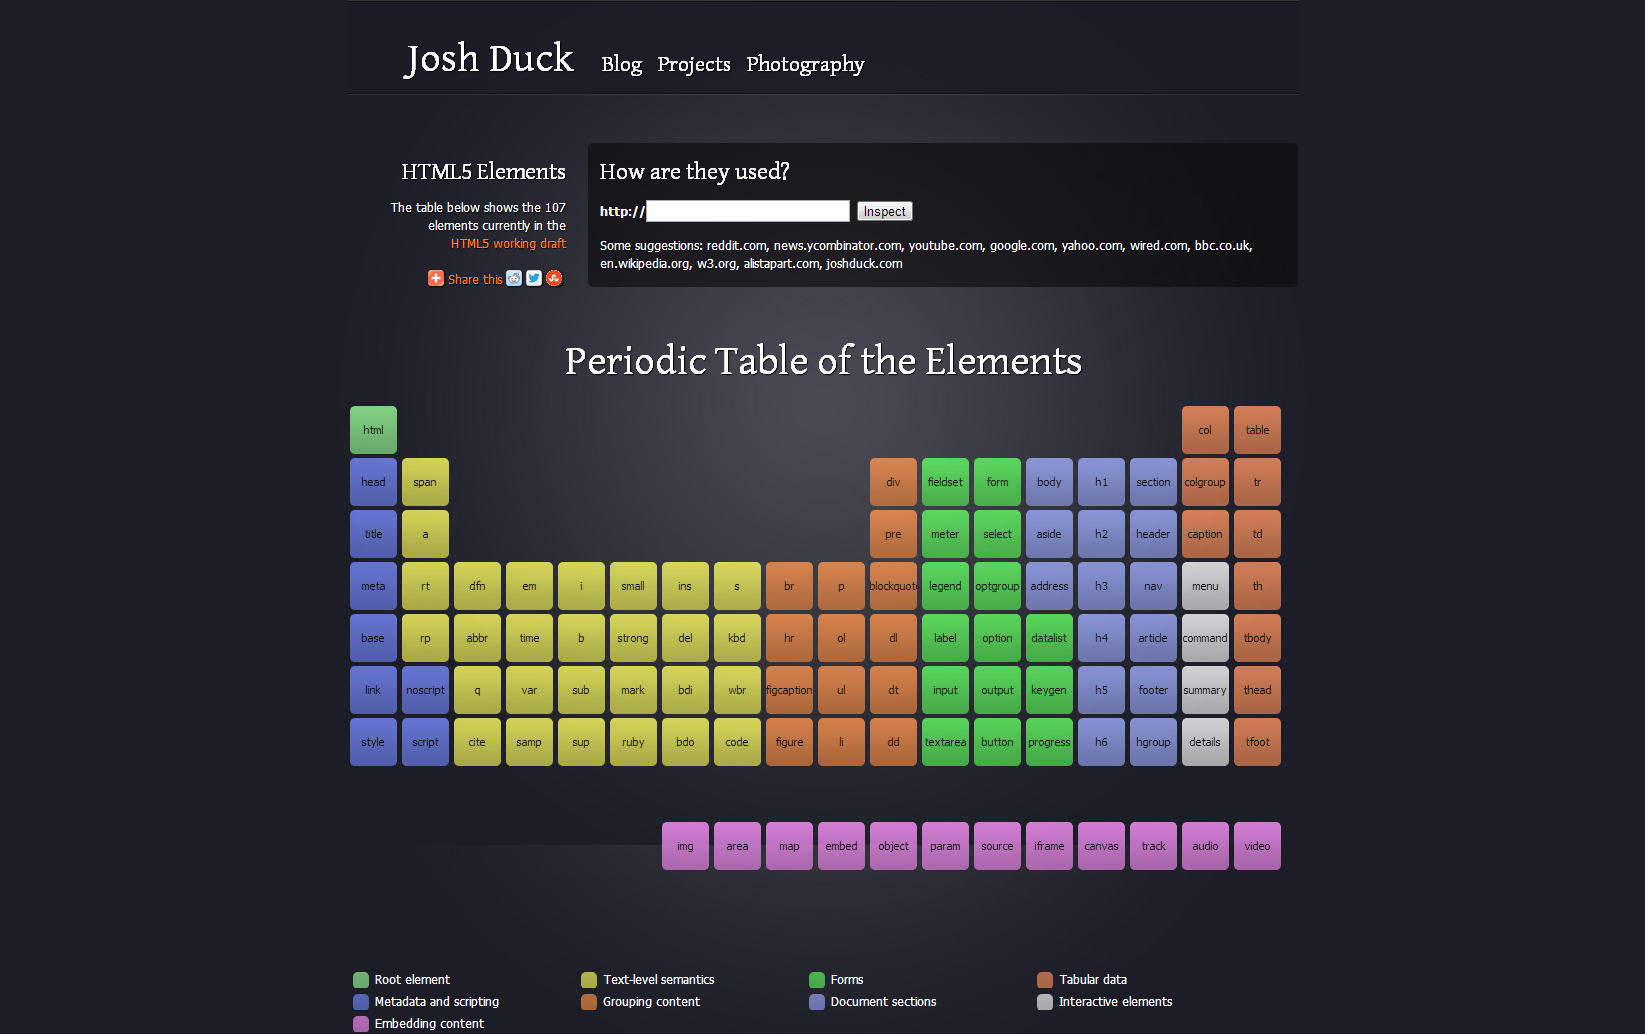 Josh Duck Blog Projects Photography
HTML5 Elements
The table below shows the 107
elements currently in the
HTML5 working draft
Share this
How are they used?
http:// Inspect
Some suggestions: reddit.com, news.ycombinator.com, youtube.com, google.com, yahoo.com, wired.com, bbc.co.uk,
en.wikipedia.org, w3.org, alistapart.com, joshduck.com
Periodic Table of the Elements
html col table
head span div fieldset form body h1 section colgroup tr
title a pre meter select aside h2 header caption td
meta rt dfn em i small ins s br p blockquote legend optgroup address h3 nav menu th
base rp abbr time b strong del kbd hr ol dl label option datalist h4 article command tbody
link noscript q var sub mark bdi wbr figcaption ul dt input output keygen h5 footer summary thead
style script cite samp sup ruby bdo code figure li dd textarea button progress h6 hgroup details tfoot
img area map embed object param source iframe canvas track audio video
Root element Text-level semantics Forms Tabular data
Metadata and scripting Grouping content Document sections Interactive elements
Embedding content